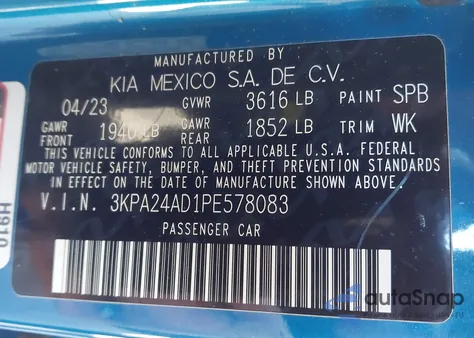 MANUFACTURED BY
KIA MEXICO S.A. DE C.V.
04/23 GVWR 3616 LB PAINT SPB
GAWR FRONT 1940 LB GAWR REAR 1852 LB TRIM WK
THIS VEHICLE CONFORMS TO ALL APPLICABLE U.S.A. FEDERAL
MOTOR VEHICLE SAFETY, BUMPER, AND THEFT PREVENTION STANDARDS
IN EFFECT ON THE DATE OF MANUFACTURE SHOWN ABOVE.
V.I.N. 3KPA24AD1PE578083
PASSENGER CAR
H910
autoSnap